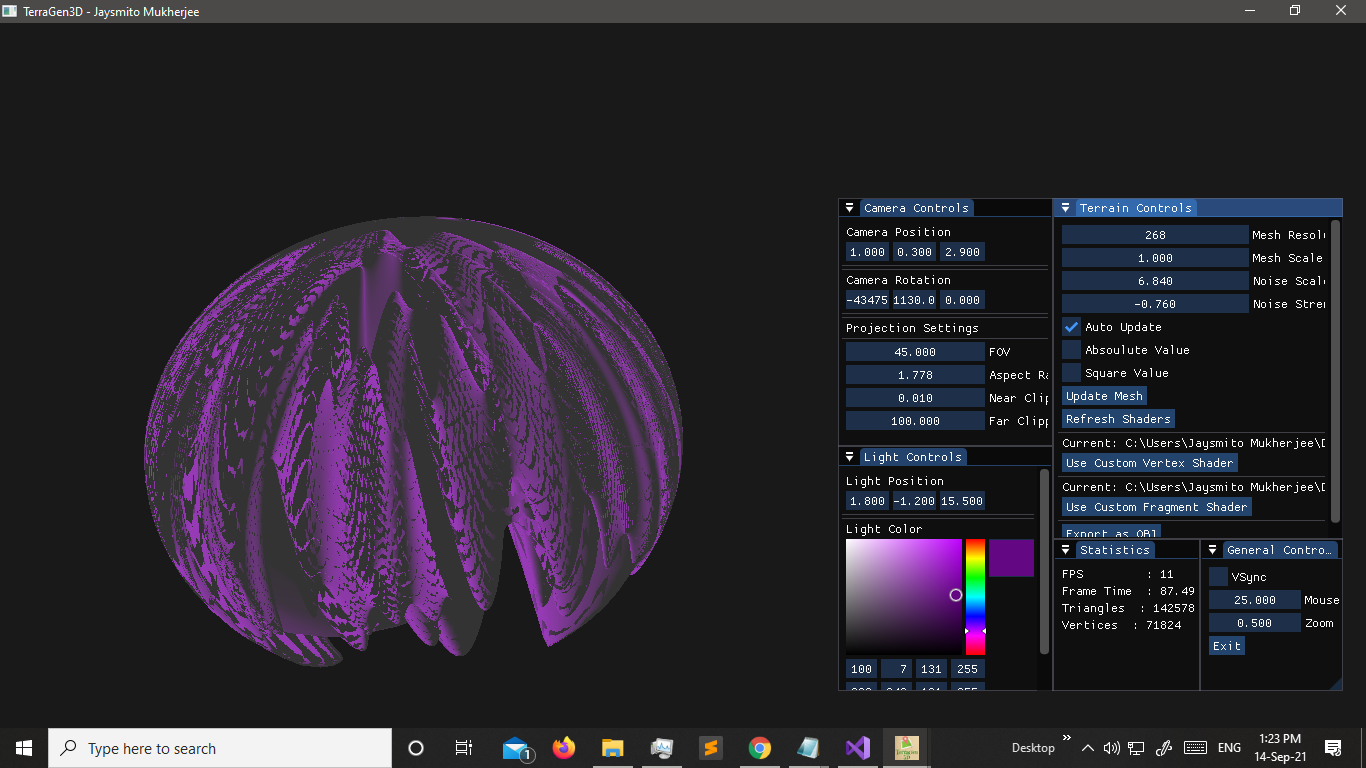 TerraGen3D - Jaysmito Mukherjee
Camera Controls
Camera Position
1.000 0.300 2.900
Camera Rotation
-43475 1130.0 0.000
Projection Settings
45.000 FOV
1.778 Aspect Ra
0.010 Near Clip
100.000 Far Clipp
Light Controls
Light Position
1.800 -1.200 15.500
Light Color
100 7 131 255
Terrain Controls
268 Mesh Resolu
1.000 Mesh Scale
6.840 Noise Scal
-0.760 Noise Stren
Auto Update
Absoulute Value
Square Value
Update Mesh
Refresh Shaders
Current: C:\Users\Jaysmito Mukherjee\D
Use Custom Vertex Shader
Current: C:\Users\Jaysmito Mukherjee\D
Use Custom Fragment Shader
Export as OBJ
Statistics
FPS : 11
Frame Time : 87.49
Triangles : 142578
Vertices : 71824
General Contro...
VSync
25.000 Mouse
0.500 Zoom
Exit
Type here to search
1
Desktop
ENG
1:23 PM
14-Sep-21